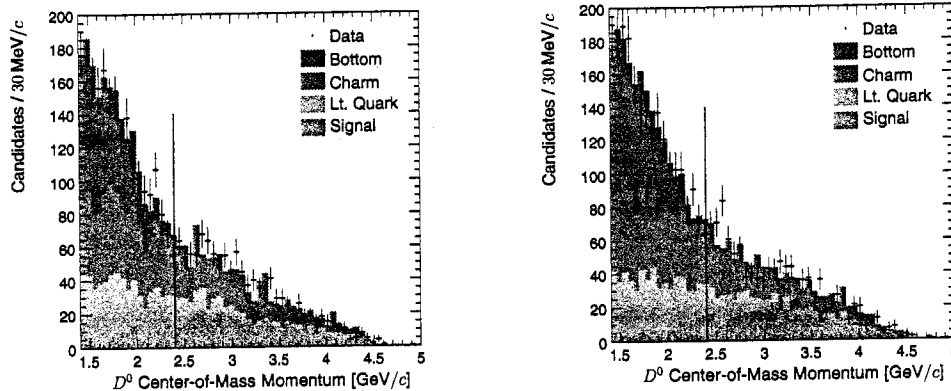 Candidates / 30 MeV/c
200
180
160
140
120
100
80
60
40
20
0
Data
Bottom
Charm
Lt. Quark
Signal
1.5 2 2.5 3 3.5 4 4.5 5
D⁰ Center-of-Mass Momentum [GeV/c]
Candidates / 30 MeV/c
200
180
160
140
120
100
80
60
40
20
0
Data
Bottom
Charm
Lt. Quark
Signal
1.5 2 2.5 3 3.5 4 4.5
D⁰ Center-of-Mass Momentum [GeV/c]